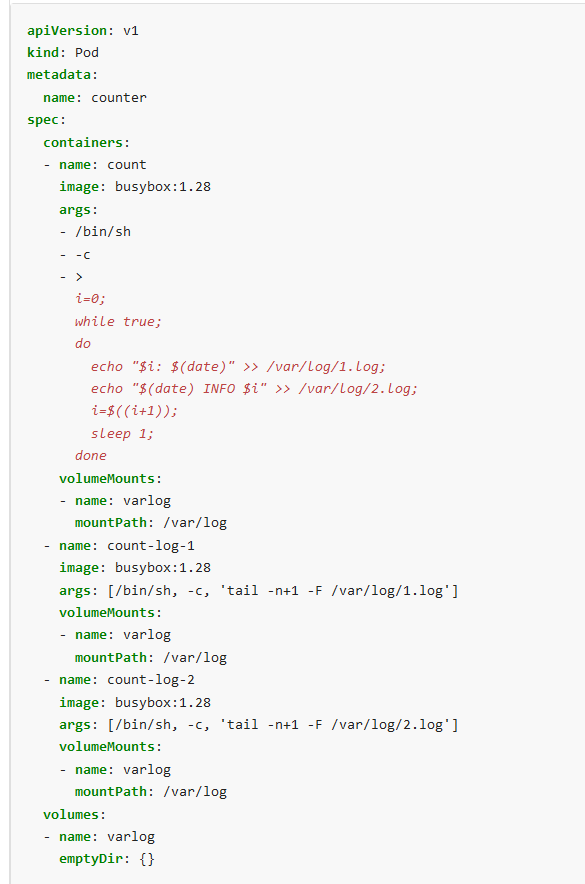 apiVersion: v1
kind: Pod
metadata:
  name: counter
spec:
  containers:
  - name: count
    image: busybox:1.28
    args:
    - /bin/sh
    - -c
    - >
      i=0;
      while true;
      do
        echo "$i: $(date)" >> /var/log/1.log;
        echo "$(date) INFO $i" >> /var/log/2.log;
        i=$((i+1));
        sleep 1;
      done
    volumeMounts:
    - name: varlog
      mountPath: /var/log
  - name: count-log-1
    image: busybox:1.28
    args: [/bin/sh, -c, 'tail -n+1 -F /var/log/1.log']
    volumeMounts:
    - name: varlog
      mountPath: /var/log
  - name: count-log-2
    image: busybox:1.28
    args: [/bin/sh, -c, 'tail -n+1 -F /var/log/2.log']
    volumeMounts:
    - name: varlog
      mountPath: /var/log
  volumes:
  - name: varlog
    emptyDir: {}